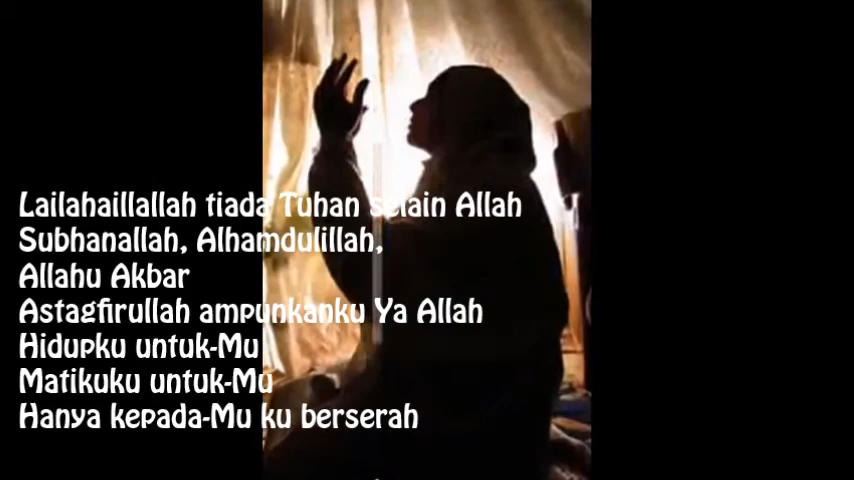 Lailahaillallah tiada Tuhan selain Allah
Subhanallah, Alhamdulillah,
Allahu Akbar
Astagfirullah ampunkanku Ya Allah
Hidupku untuk-Mu
Matikuku untuk-Mu
Hanya kepada-Mu ku berserah